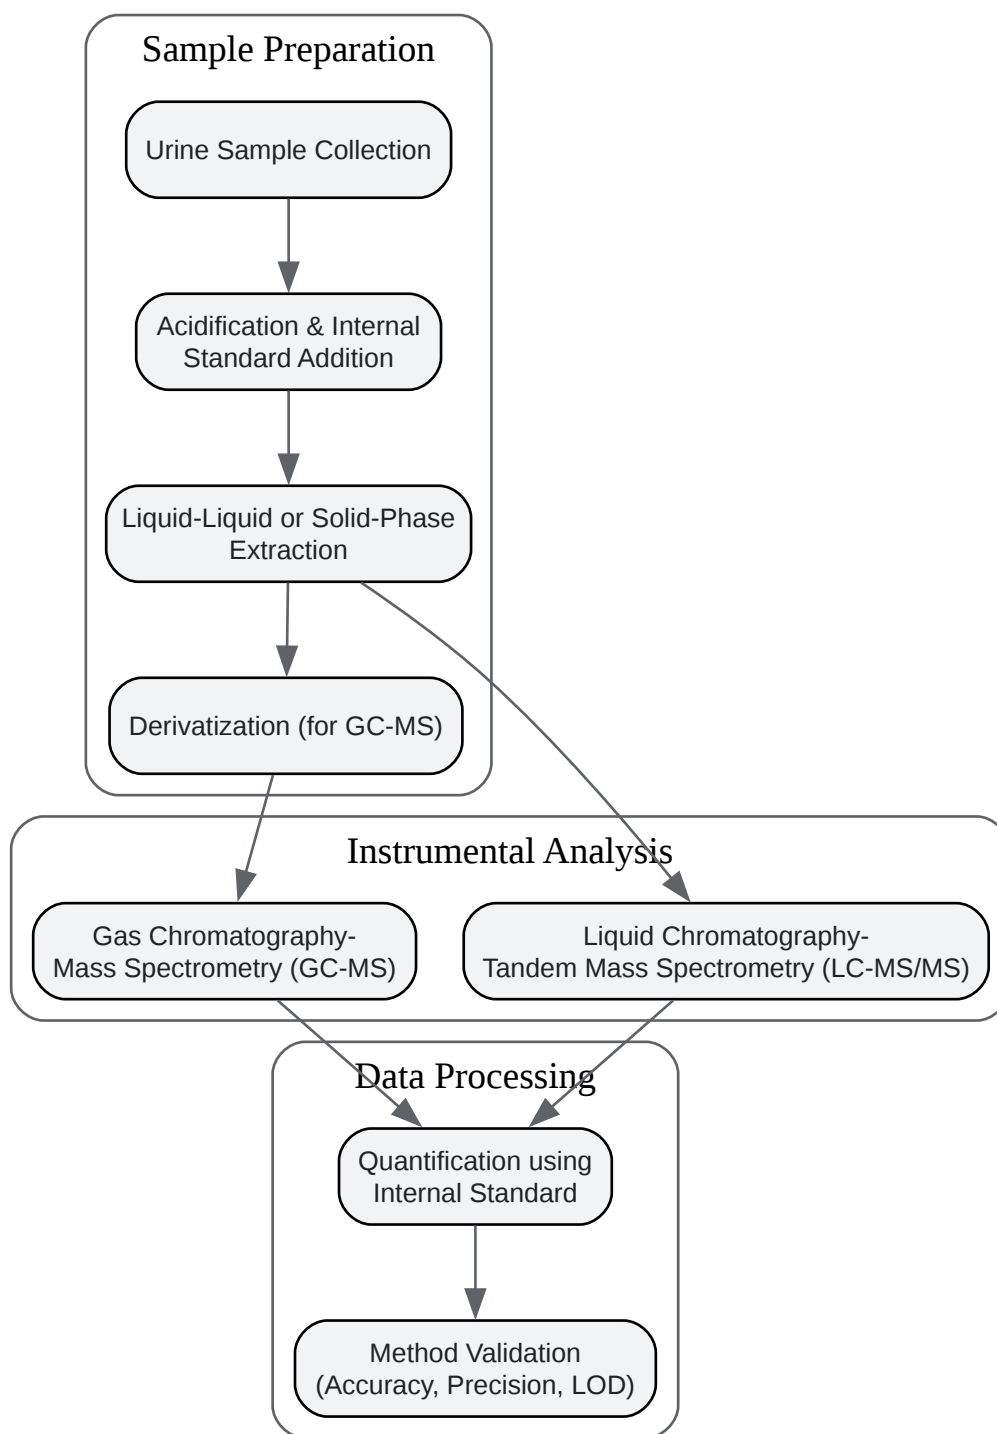 Sample Preparation
Urine Sample Collection
Acidification & Internal
Standard Addition
Liquid-Liquid or Solid-Phase
Extraction
Derivatization (for GC-MS)
Instrumental Analysis
Gas Chromatography-
Mass Spectrometry (GC-MS)
Liquid Chromatography-
Tandem Mass Spectrometry (LC-MS/MS)
Data Processing
Quantification using
Internal Standard
Method Validation
(Accuracy, Precision, LOD)